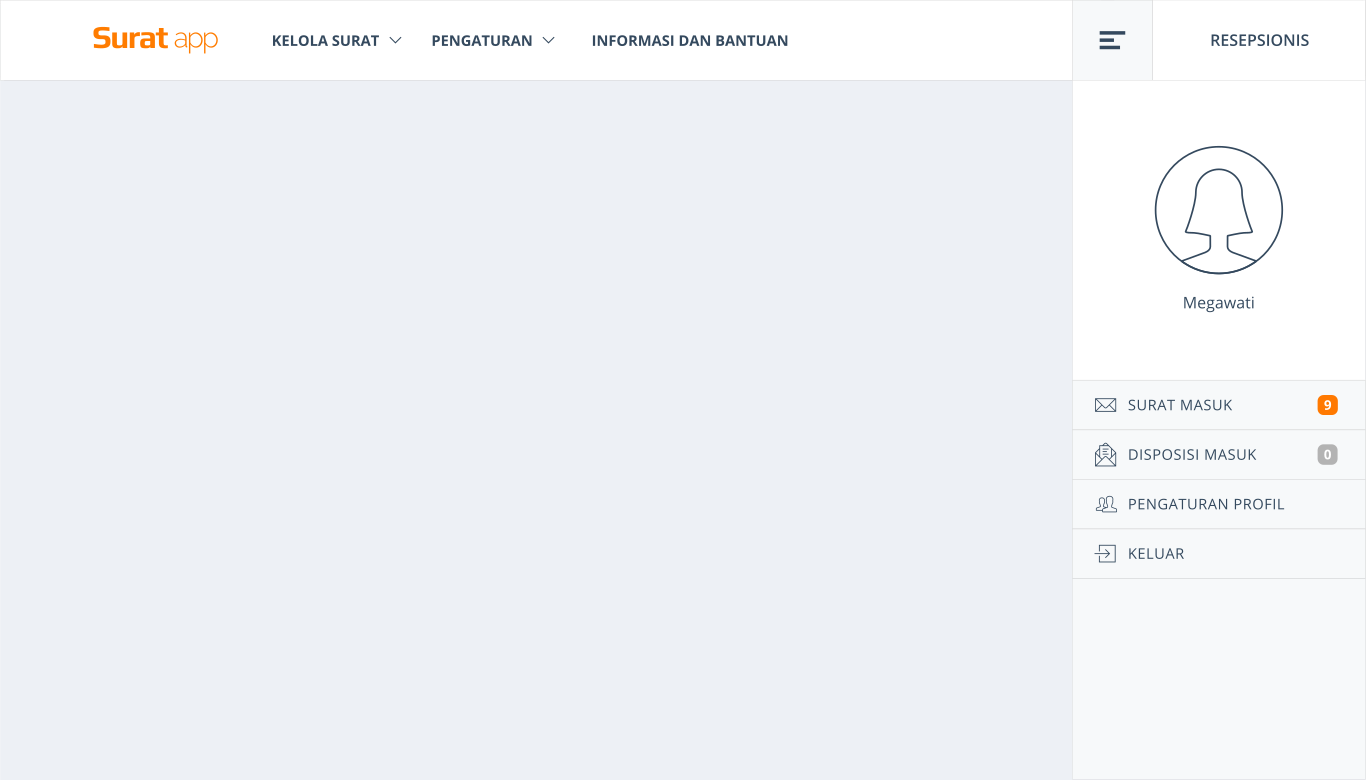 Surat app
KELOLA SURAT
PENGATURAN
INFORMASI DAN BANTUAN
RESEPSIONIS
Megawati
SURAT MASUK 9
DISPOSISI MASUK 0
PENGATURAN PROFIL
KELUAR